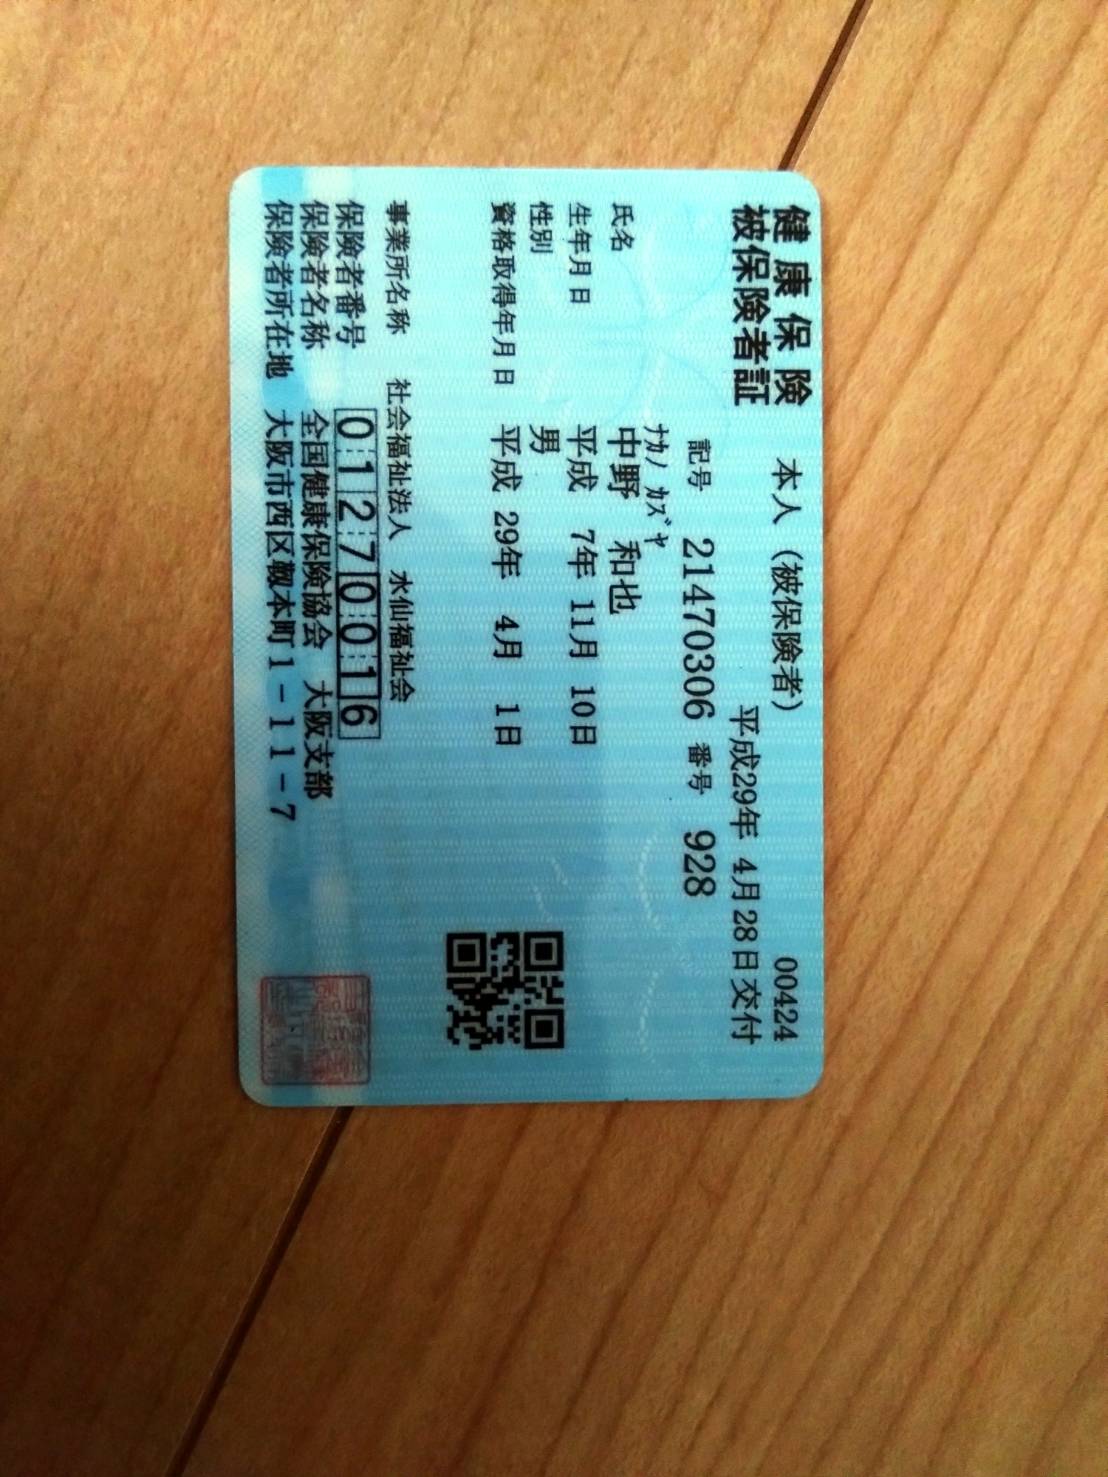 健康保険 本人（被保険者） 00424
被保険者証 平成29年 4月28日交付
記号 21470306 番号 928
ﾅｶﾉ ｶｽﾞﾔ
氏名 中野 和也
生年月日 平成 7年 11月 10日
性別 男
資格取得年月日 平成 29年 4月 1日
事業所名称 社会福祉法人 水仙福祉会
保険者番号 01270016
保険者名称 全国健康保険協会 大阪支部
保険者所在地 大阪市西区靱本町1-11-7